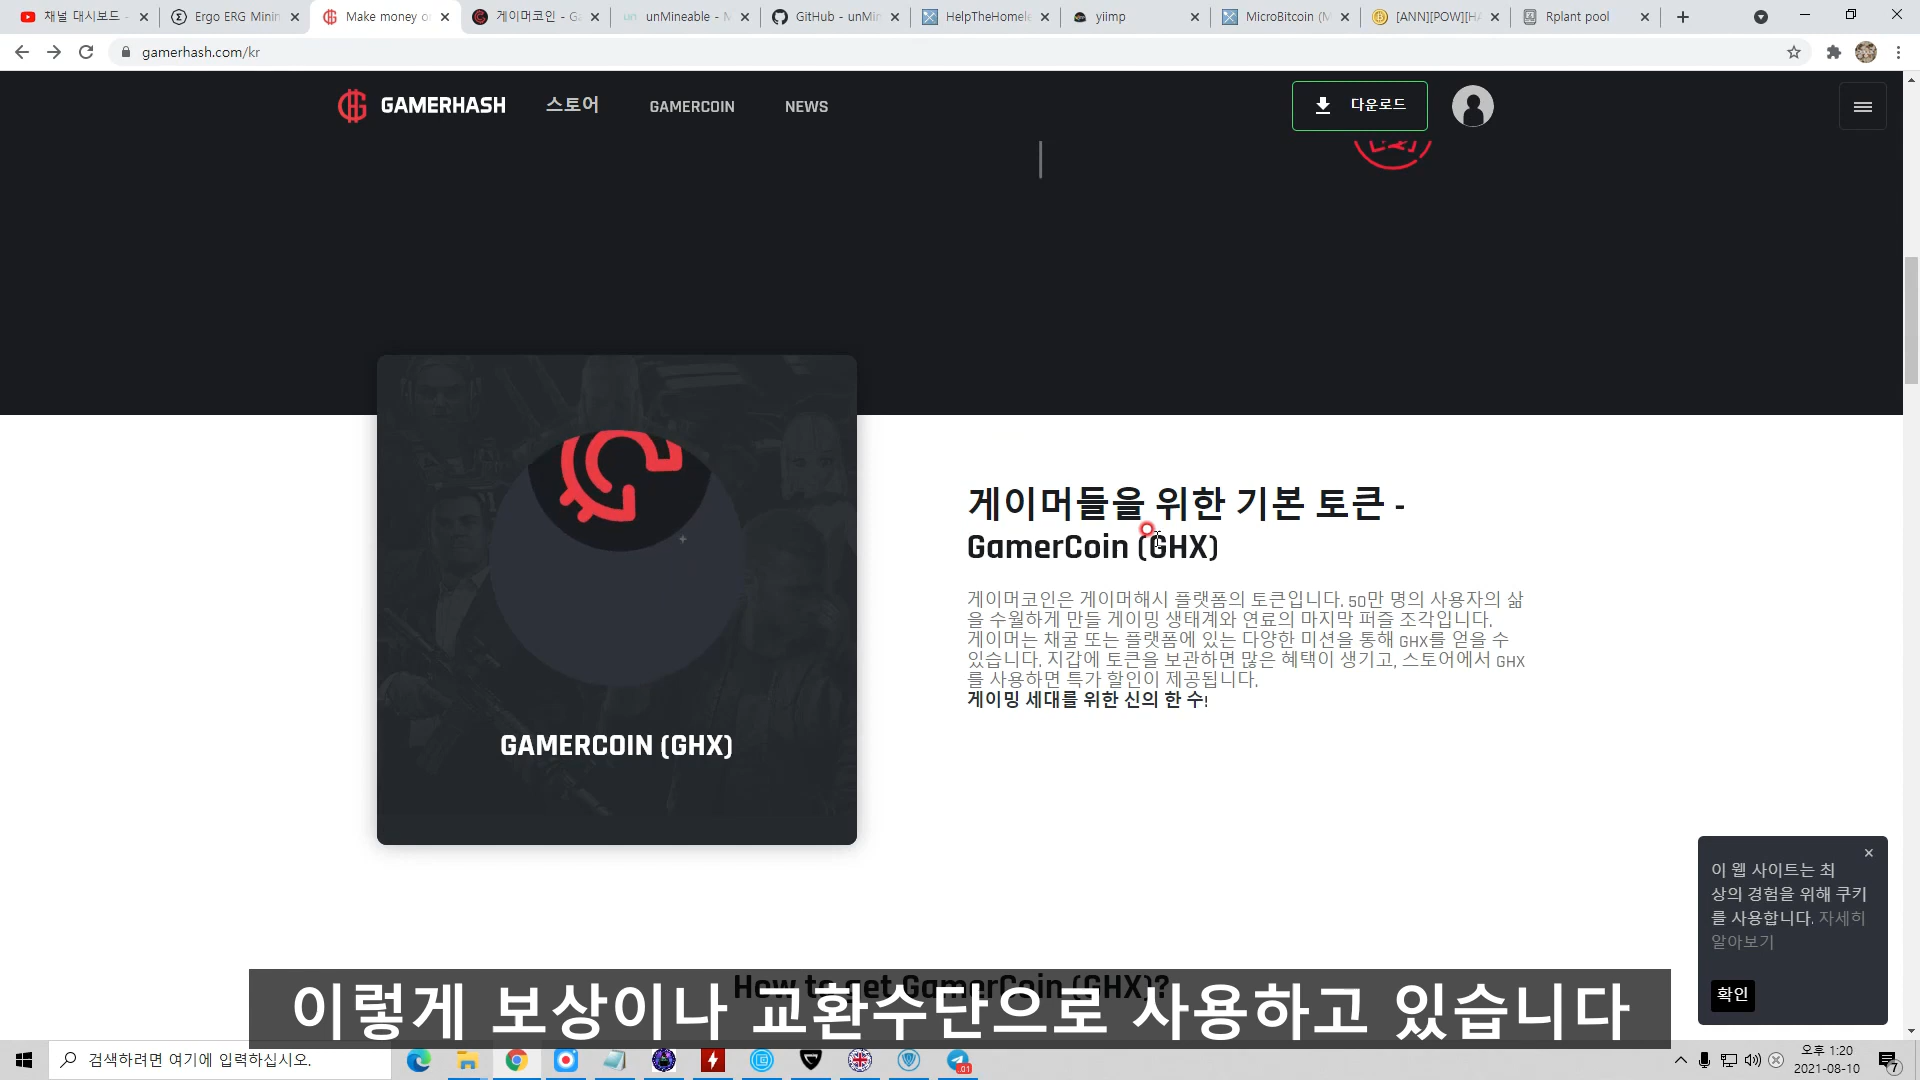 채널 대시보드 -
Ergo ERG Minin
Make money o
게이머코인 - Ga
unMineable - M
GitHub - unMin
HelpTheHomele
yiimp
MicroBitcoin (M
[ANN][POW][HA
Rplant pool
gamerhash.com/kr
GAMERHASH
스토어
GAMERCOIN
NEWS
다운로드
게이머들을 위한 기본 토큰 -
GamerCoin (GHX)
게이머코인은 게이머해시 플랫폼의 토큰입니다. 50만 명의 사용자의 삶
을 수월하게 만들 게이밍 생태계와 연료의 마지막 퍼즐 조각입니다.
게이머는 채굴 또는 플랫폼에 있는 다양한 미션을 통해 GHX를 얻을 수
있습니다. 지갑에 토큰을 보관하면 많은 혜택이 생기고, 스토어에서 GHX
를 사용하면 특가 할인이 제공됩니다.
게이밍 세대를 위한 신의 한 수!
GAMERCOIN (GHX)
이 웹 사이트는 최
상의 경험을 위해 쿠키
를 사용합니다. 자세히
알아보기
확인
How to get GamerCoin (GHX)?
이렇게 보상이나 교환수단으로 사용하고 있습니다
검색하려면 여기에 입력하십시오.
.01
오후 1:20
2021-08-10
7